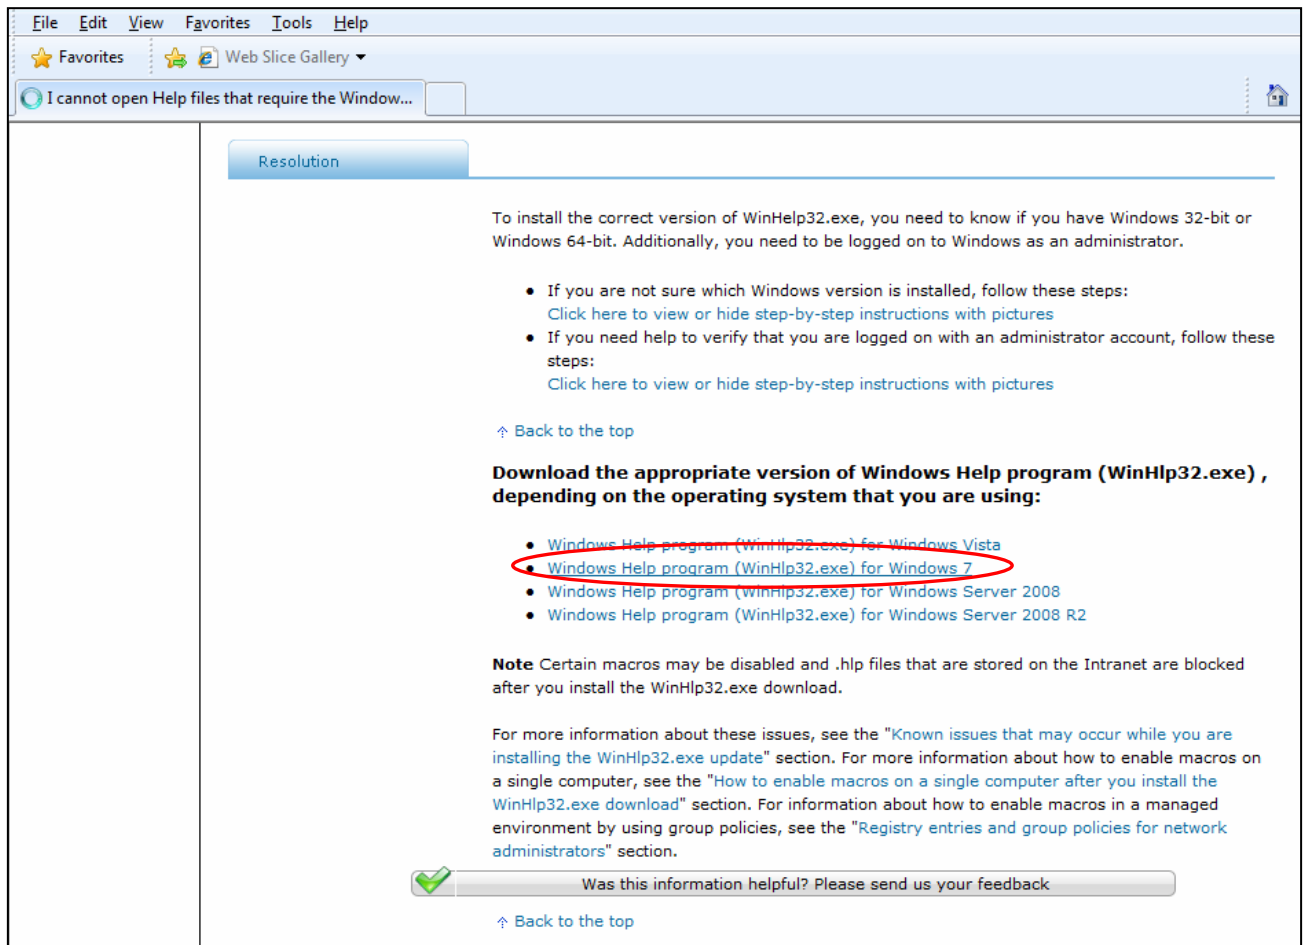 File Edit View Favorites Tools Help
Favorites Web Slice Gallery
I cannot open Help files that require the Window...
Resolution
To install the correct version of WinHelp32.exe, you need to know if you have Windows 32-bit or
Windows 64-bit. Additionally, you need to be logged on to Windows as an administrator.
• If you are not sure which Windows version is installed, follow these steps:
Click here to view or hide step-by-step instructions with pictures
• If you need help to verify that you are logged on with an administrator account, follow these
steps:
Click here to view or hide step-by-step instructions with pictures
Back to the top
Download the appropriate version of Windows Help program (WinHlp32.exe) ,
depending on the operating system that you are using:
• Windows Help program (WinHlp32.exe) for Windows Vista
• Windows Help program (WinHlp32.exe) for Windows 7
• Windows Help program (WinHlp32.exe) for Windows Server 2008
• Windows Help program (WinHlp32.exe) for Windows Server 2008 R2
Note Certain macros may be disabled and .hlp files that are stored on the Intranet are blocked
after you install the WinHlp32.exe download.
For more information about these issues, see the "Known issues that may occur while you are
installing the WinHlp32.exe update" section. For more information about how to enable macros on
a single computer, see the "How to enable macros on a single computer after you install the
WinHlp32.exe download" section. For information about how to enable macros in a managed
environment by using group policies, see the "Registry entries and group policies for network
administrators" section.
Was this information helpful? Please send us your feedback
Back to the top